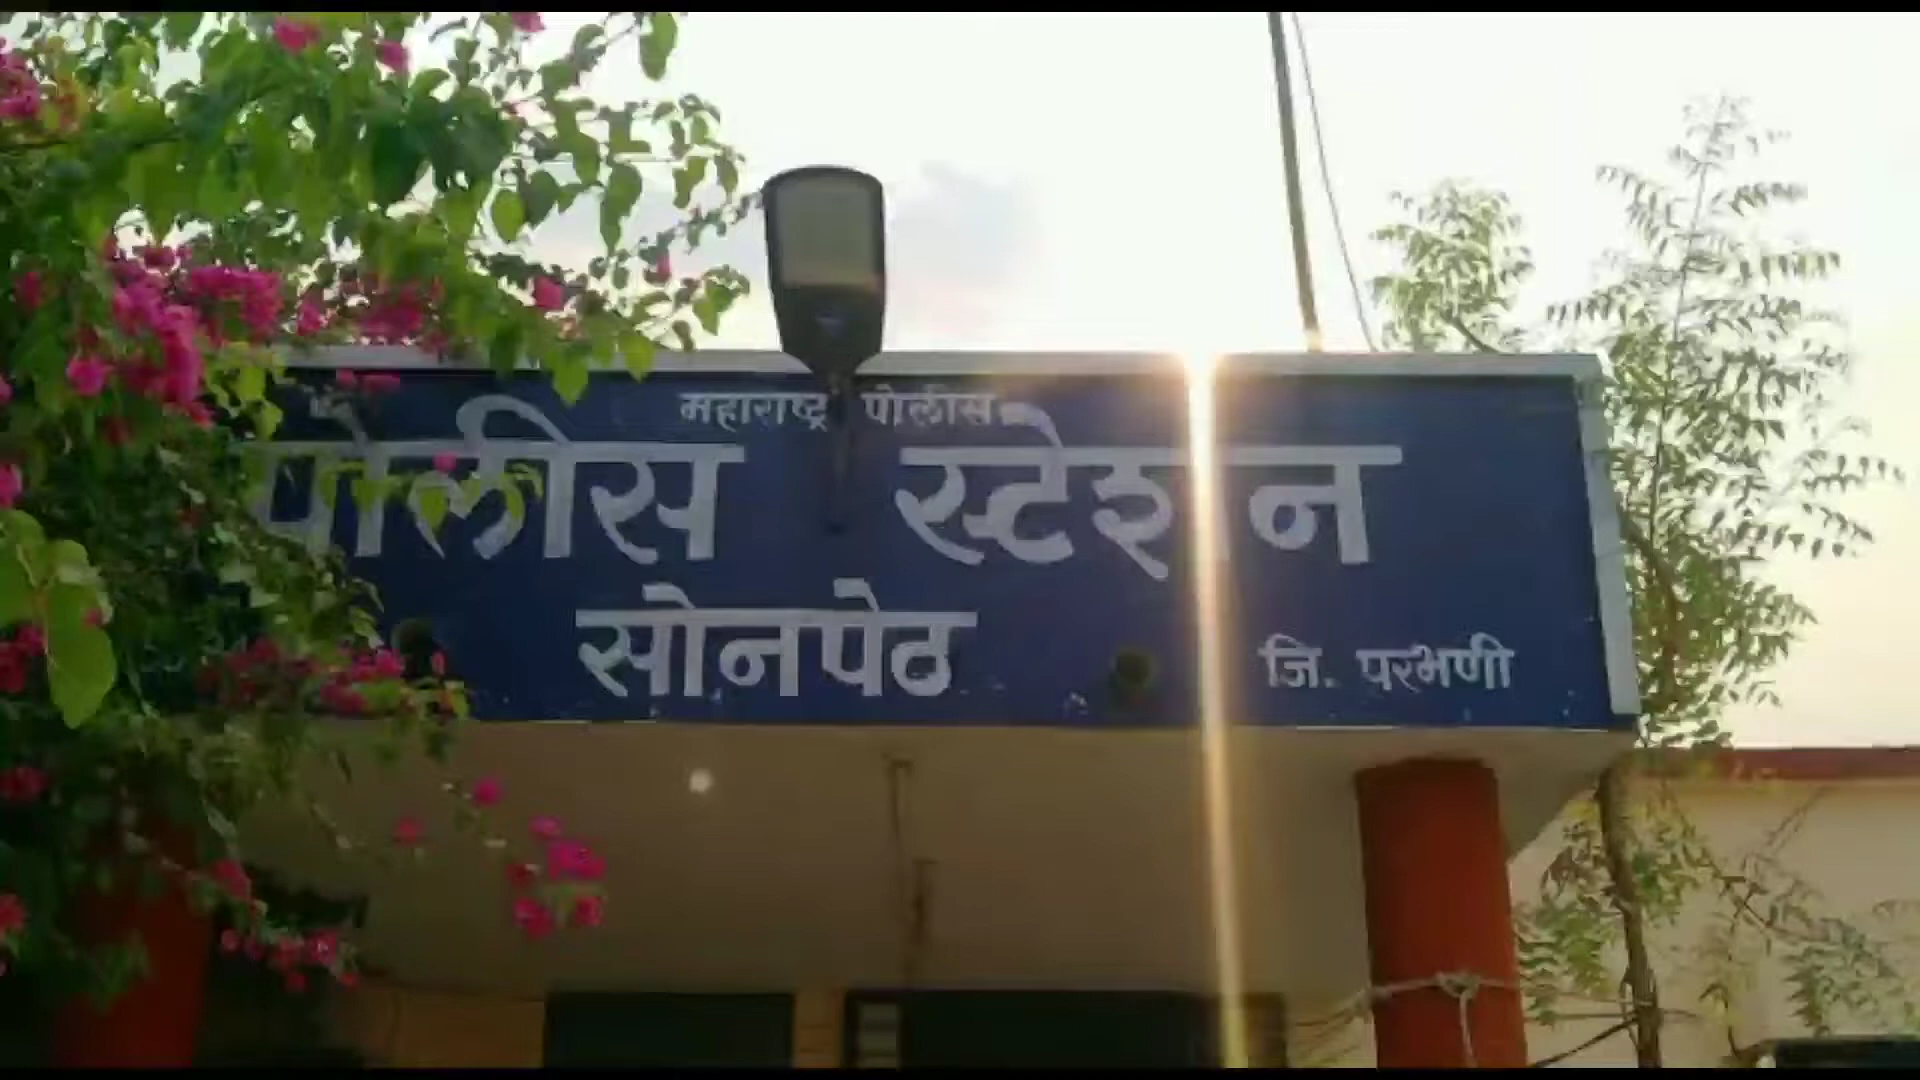 महाराष्ट्र पोलीस
पोलीस स्टेशन
सोनपेठ
जि. परभणी